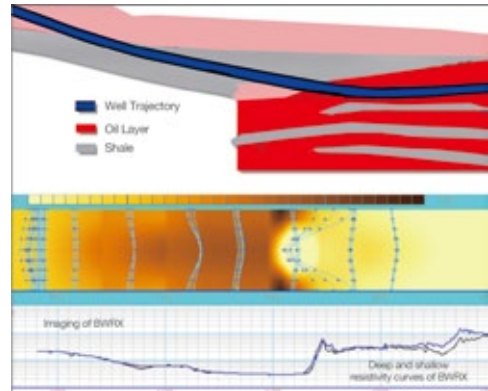 Well Trajectory
Oil Layer
Shale
Imaging of BWRX
Deep and shallow
resistivity curves of BWRX